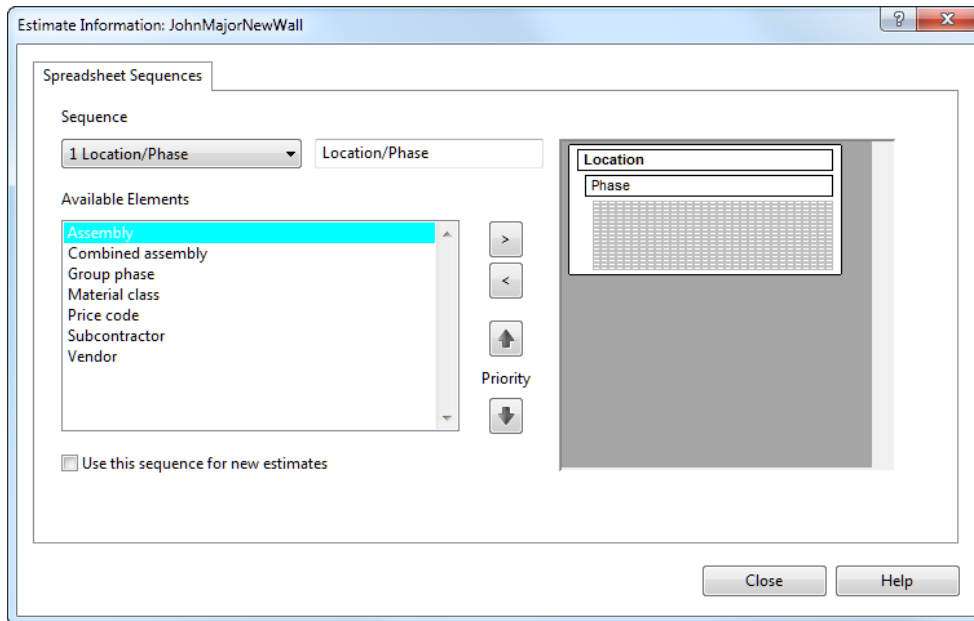 Estimate Information: JohnMajorNewWall
? X
Spreadsheet Sequences
Sequence
1 Location/Phase
Location/Phase
Location
Phase
Available Elements
Assembly
Combined assembly
Group phase
Material class
Price code
Subcontractor
Vendor
>
<
Priority
Use this sequence for new estimates
Close
Help